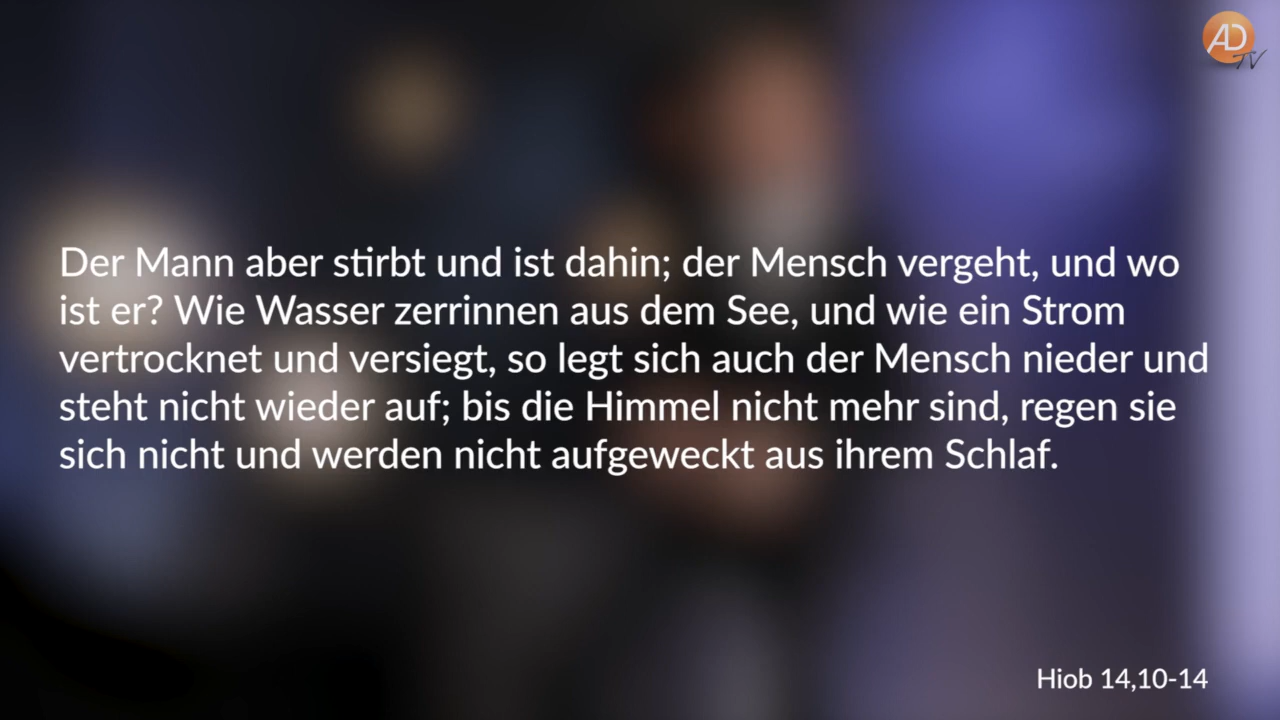 AD
TV
Der Mann aber stirbt und ist dahin; der Mensch vergeht, und wo
ist er? Wie Wasser zerrinnen aus dem See, und wie ein Strom
vertrocknet und versiegt, so legt sich auch der Mensch nieder und
steht nicht wieder auf; bis die Himmel nicht mehr sind, regen sie
sich nicht und werden nicht aufgeweckt aus ihrem Schlaf.
Hiob 14,10-14